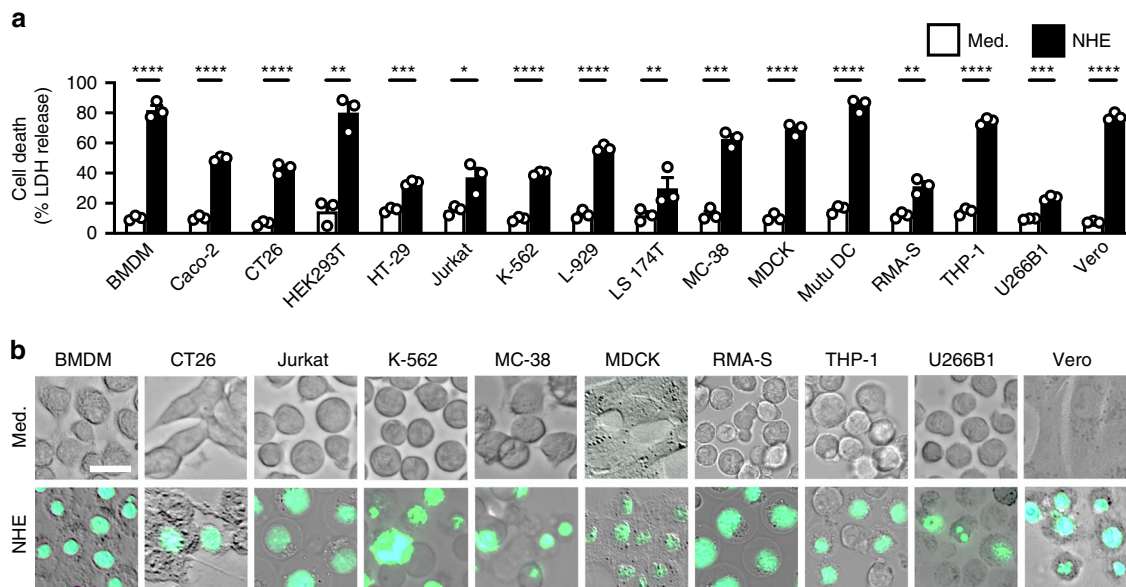 a
Med. NHE
**** **** **** ** *** * **** **** ** *** **** **** ** **** *** ****
Cell death
(% LDH release)
100
80
60
40
20
0
BMDM Caco-2 CT26 HEK293T HT-29 Jurkat K-562 L-929 LS 174T MC-38 MDCK Mutu DC RMA-S THP-1 U266B1 Vero
b
BMDM CT26 Jurkat K-562 MC-38 MDCK RMA-S THP-1 U266B1 Vero
Med.
NHE